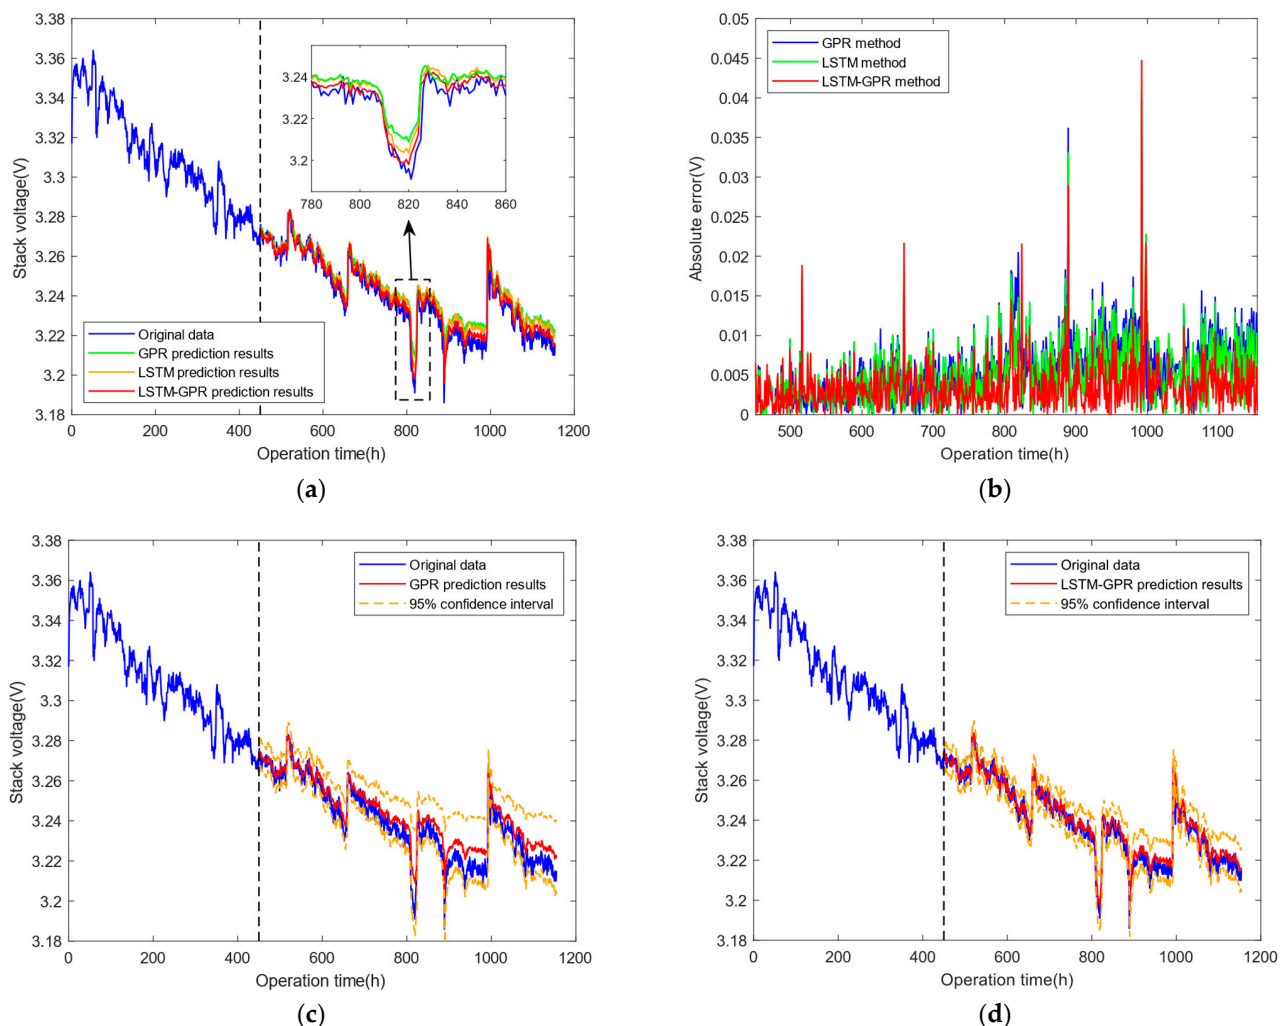 3.38
3.36
3.34
3.32
3.3
3.28
3.26
3.24
3.22
3.2
3.18
Stack voltage(V)
0 200 400 600 800 1000 1200
Operation time(h)
3.24
3.22
3.2
780 800 820 840 860
Original data
GPR prediction results
LSTM prediction results
LSTM-GPR prediction results
(a)
0.05
0.045
0.04
0.035
0.03
0.025
0.02
0.015
0.01
0.005
0
Absolute error(V)
GPR method
LSTM method
LSTM-GPR method
500 600 700 800 900 1000 1100
Operation time(h)
(b)
3.38
3.36
3.34
3.32
3.3
3.28
3.26
3.24
3.22
3.2
3.18
Stack voltage(V)
Original data
GPR prediction results
95% confidence interval
0 200 400 600 800 1000 1200
Operation time(h)
(c)
3.38
3.36
3.34
3.32
3.3
3.28
3.26
3.24
3.22
3.2
3.18
Stack voltage(V)
Original data
LSTM-GPR prediction results
95% confidence interval
0 200 400 600 800 1000 1200
Operation time(h)
(d)